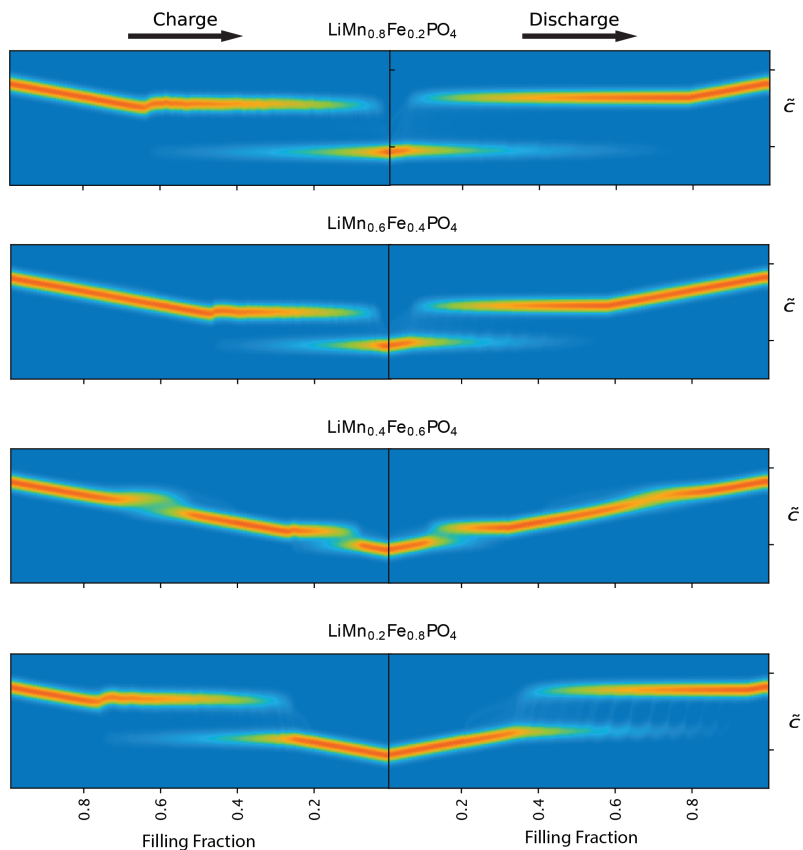 Charge Discharge
LiMn0.8Fe0.2PO4
c̃
LiMn0.6Fe0.4PO4
c̃
LiMn0.4Fe0.6PO4
c̃
LiMn0.2Fe0.8PO4
c̃
0.8 0.6 0.4 0.2 0.2 0.4 0.6 0.8
Filling Fraction Filling Fraction